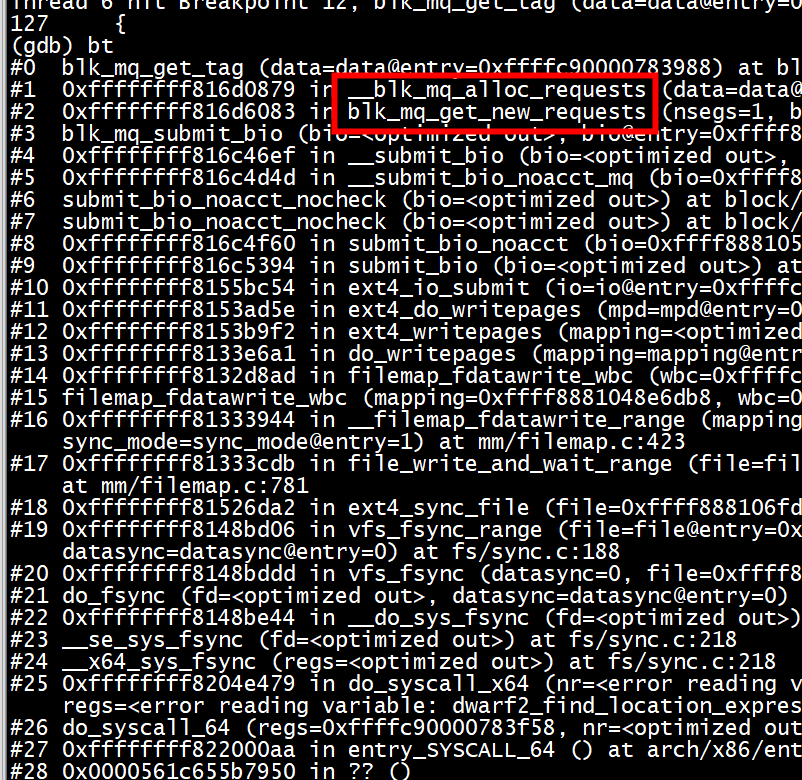 Thread 6 hit Breakpoint 12, blk_mq_get_tag (data=data@entry=0
127     {
(gdb) bt
#0  blk_mq_get_tag (data=data@entry=0xffffc90000783988) at bl
#1  0xffffffff816d0879 in __blk_mq_alloc_requests (data=data@
#2  0xffffffff816d6083 in blk_mq_get_new_requests (nsegs=1, b
#3  blk_mq_submit_bio (bio=<optimized out>, bio@entry=0xffff8
#4  0xffffffff816c46ef in __submit_bio (bio=<optimized out>,
#5  0xffffffff816c4d4d in __submit_bio_noacct_mq (bio=0xffff8
#6  submit_bio_noacct_nocheck (bio=<optimized out>) at block/
#7  submit_bio_noacct_nocheck (bio=<optimized out>) at block/
#8  0xffffffff816c4f60 in submit_bio_noacct (bio=0xffff888105
#9  0xffffffff816c5394 in submit_bio (bio=<optimized out>) at
#10 0xffffffff8155bc54 in ext4_io_submit (io=io@entry=0xffffc
#11 0xffffffff8153ad5e in ext4_do_writepages (mpd=mpd@entry=0
#12 0xffffffff8153b9f2 in ext4_writepages (mapping=<optimized
#13 0xffffffff8133e6a1 in do_writepages (mapping=mapping@entr
#14 0xffffffff8132d8ad in filemap_fdatawrite_wbc (wbc=0xffffc
#15 filemap_fdatawrite_wbc (mapping=0xffff8881048e6db8, wbc=0
#16 0xffffffff81333944 in __filemap_fdatawrite_range (mapping
    sync_mode=sync_mode@entry=1) at mm/filemap.c:423
#17 0xffffffff81333cdb in file_write_and_wait_range (file=fil
    at mm/filemap.c:781
#18 0xffffffff81526da2 in ext4_sync_file (file=0xffff888106fd
#19 0xffffffff8148bd06 in vfs_fsync_range (file=file@entry=0x
    datasync=datasync@entry=0) at fs/sync.c:188
#20 0xffffffff8148bddd in vfs_fsync (datasync=0, file=0xffff8
#21 do_fsync (fd=<optimized out>, datasync=datasync@entry=0)
#22 0xffffffff8148be44 in __do_sys_fsync (fd=<optimized out>)
#23 __se_sys_fsync (fd=<optimized out>) at fs/sync.c:218
#24 __x64_sys_fsync (regs=<optimized out>) at fs/sync.c:218
#25 0xffffffff8204e479 in do_syscall_x64 (nr=<error reading v
    regs=<error reading variable: dwarf2_find_location_expres
#26 do_syscall_64 (regs=0xffffc90000783f58, nr=<optimized out
#27 0xffffffff822000aa in entry_SYSCALL_64 () at arch/x86/ent
#28 0x0000561c655b7950 in ?? ()